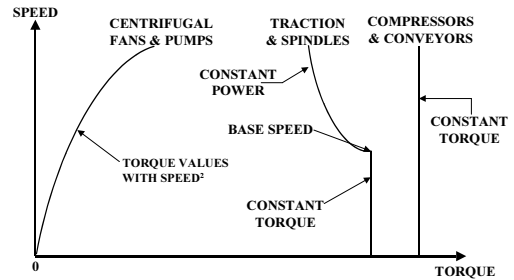 SPEED
CENTRIFUGAL
FANS & PUMPS
TRACTION
& SPINDLES
COMPRESSORS
& CONVEYORS
CONSTANT
POWER
CONSTANT
TORQUE
BASE SPEED
TORQUE VALUES
WITH SPEED²
CONSTANT
TORQUE
0
TORQUE